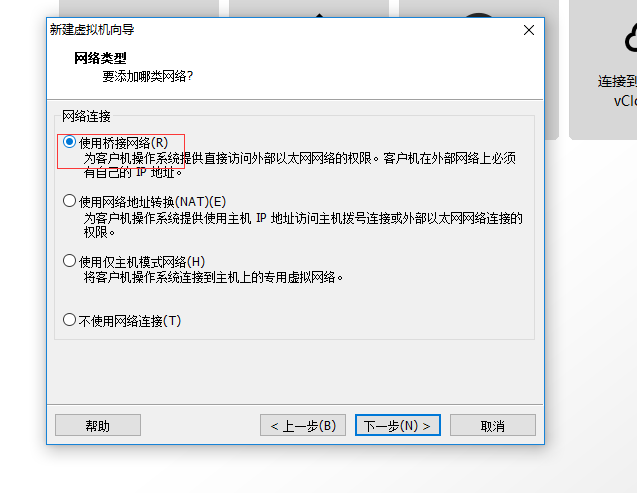 新建虚拟机向导
网络类型
要添加哪类网络?
网络连接
使用桥接网络(R)
为客户机操作系统提供直接访问外部以太网网络的权限。客户机在外部网络上必须
有自己的 IP 地址。
使用网络地址转换(NAT)(E)
为客户机操作系统提供使用主机 IP 地址访问主机拨号连接或外部以太网网络连接的
权限。
使用仅主机模式网络(H)
将客户机操作系统连接到主机上的专用虚拟网络。
不使用网络连接(T)
帮助
< 上一步(B)
下一步(N) >
取消
连接到
vClo